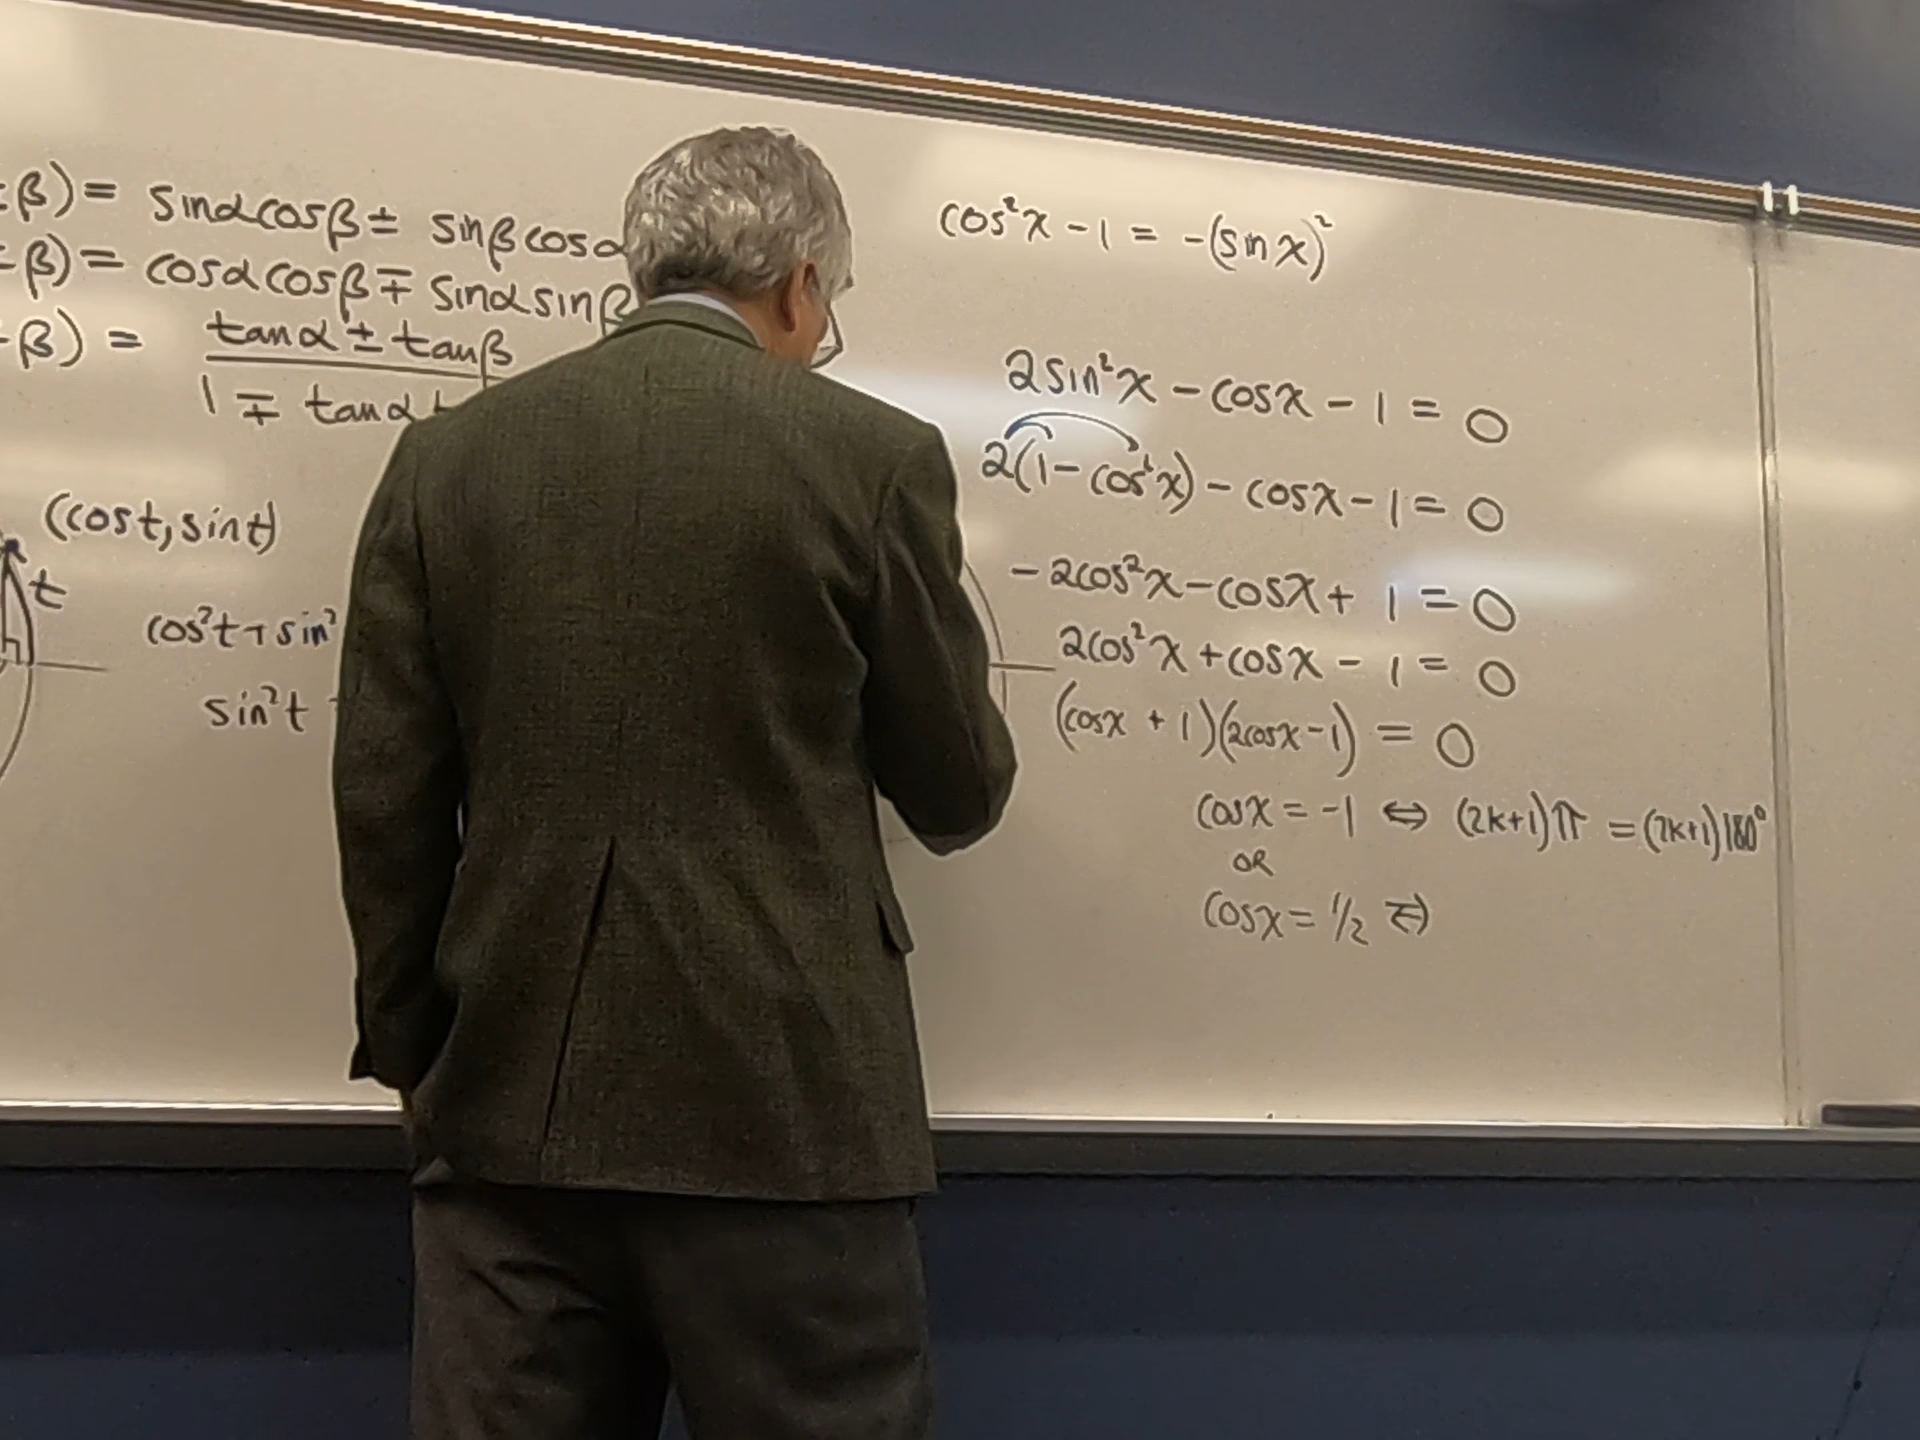 β) = sinαcosβ ± sinβcosα
β) = cosαcosβ ∓ sinαsinβ
β) = tanα ± tanβ
1 ∓ tanα
(cost, sint)
t
cos²t + sin²
sin²t
cos²x - 1 = -(sin x)²
2sin²x - cosx - 1 = 0
2(1 - cos²x) - cosx - 1 = 0
-2cos²x - cosx + 1 = 0
2cos²x + cosx - 1 = 0
(cosx + 1)(2cosx - 1) = 0
cosx = -1 ⇔ (2k+1)π = (2k+1)180°
OR
cosx = 1/2 ⇔